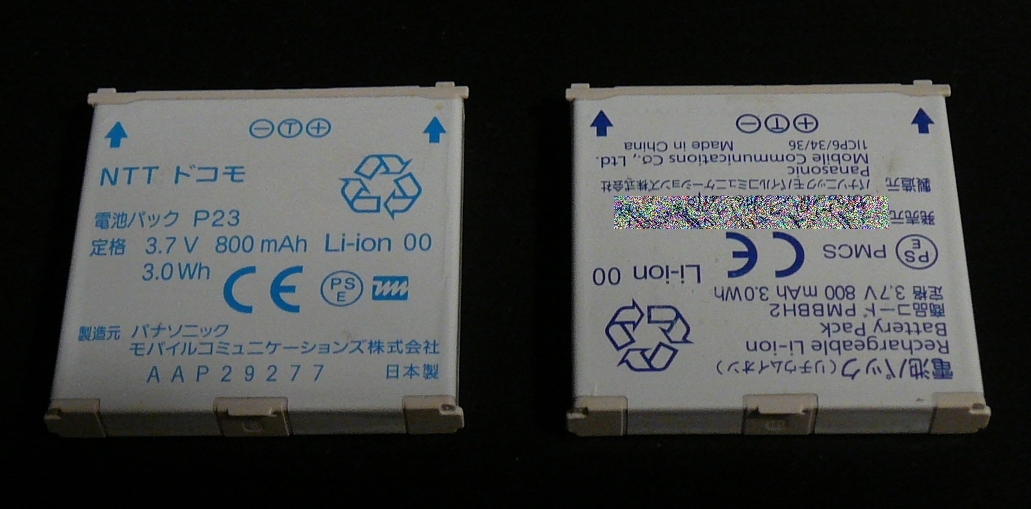 NTT ドコモ
電池パック P23
定格 3.7 V 800 mAh Li-ion 00
3.0 Wh
CE PS E
製造元 パナソニック
モバイルコミュニケーションズ株式会社
AAP29277 日本製
電池パック(リチウムイオン)
Rechargeable Li-ion
Battery Pack
商品コード PMBBH2
定格 3.7V 800 mAh 3.0Wh
Li-ion 00
PS E PMCS CE
発売元
製造元 パナソニックモバイルコミュニケーションズ株式会社
Panasonic
Mobile Communications Co., Ltd.
11CP6/34/36 Made in China